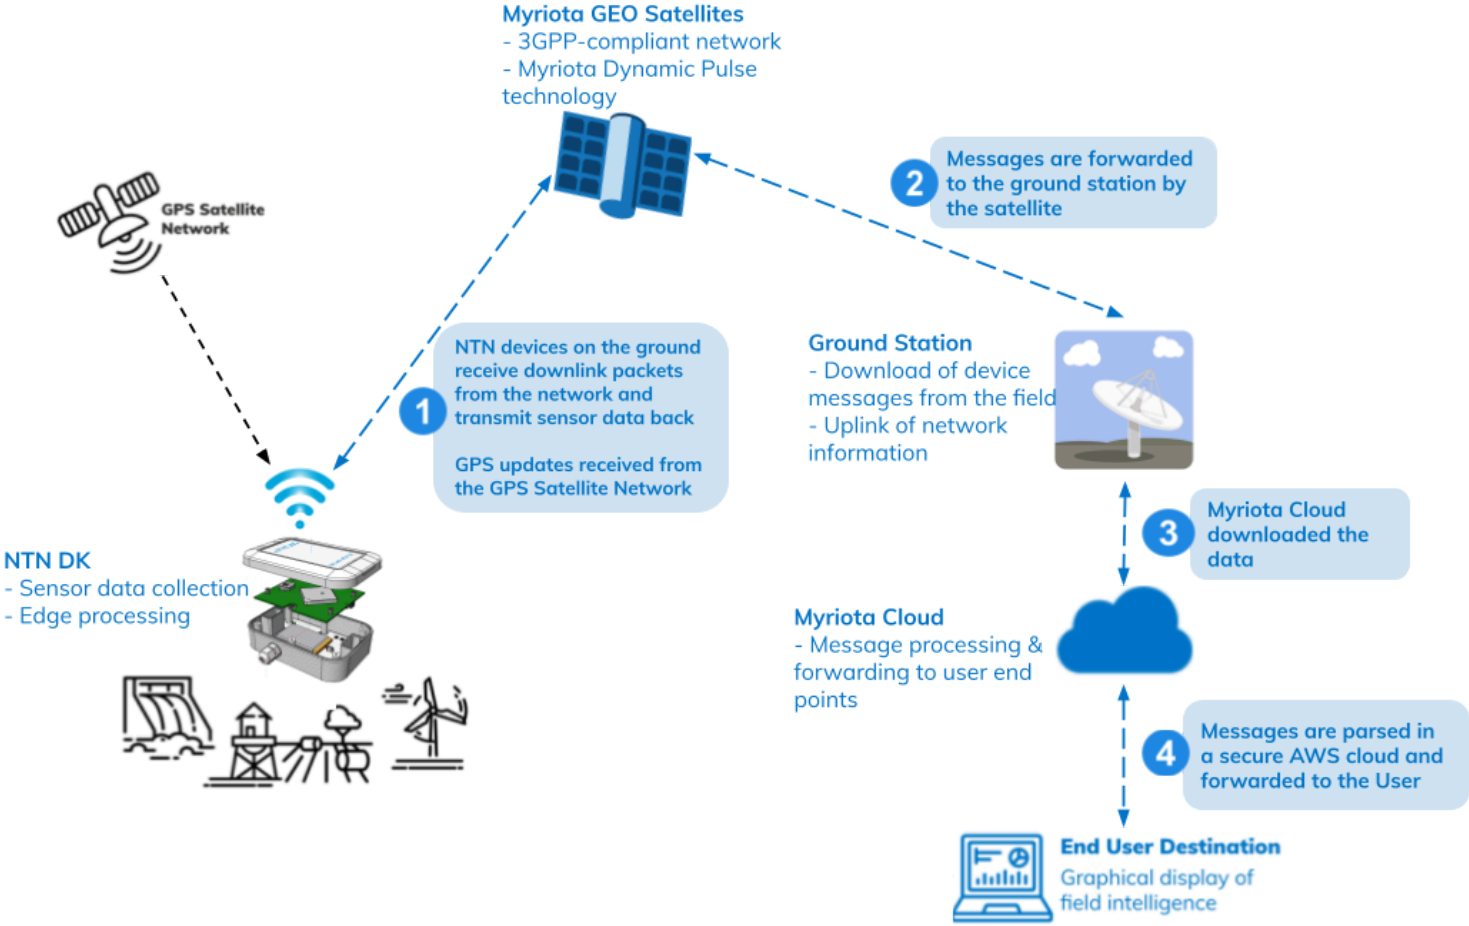 Myriota GEO Satellites
- 3GPP-compliant network
- Myriota Dynamic Pulse
technology
GPS Satellite
Network
2
Messages are forwarded
to the ground station by
the satellite
1
NTN devices on the ground
receive downlink packets
from the network and
transmit sensor data back
GPS updates received from
the GPS Satellite Network
Ground Station
- Download of device
messages from the field
- Uplink of network
information
NTN DK
- Sensor data collection
- Edge processing
3
Myriota Cloud
downloaded the
data
Myriota Cloud
- Message processing &
forwarding to user end
points
4
Messages are parsed in
a secure AWS cloud and
forwarded to the User
End User Destination
Graphical display of
field intelligence